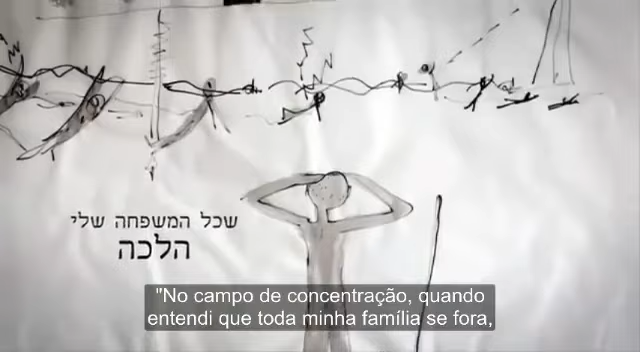 שכל המשפחה שלי
הלכה
"No campo de concentração, quando
entendi que toda minha família se fora,